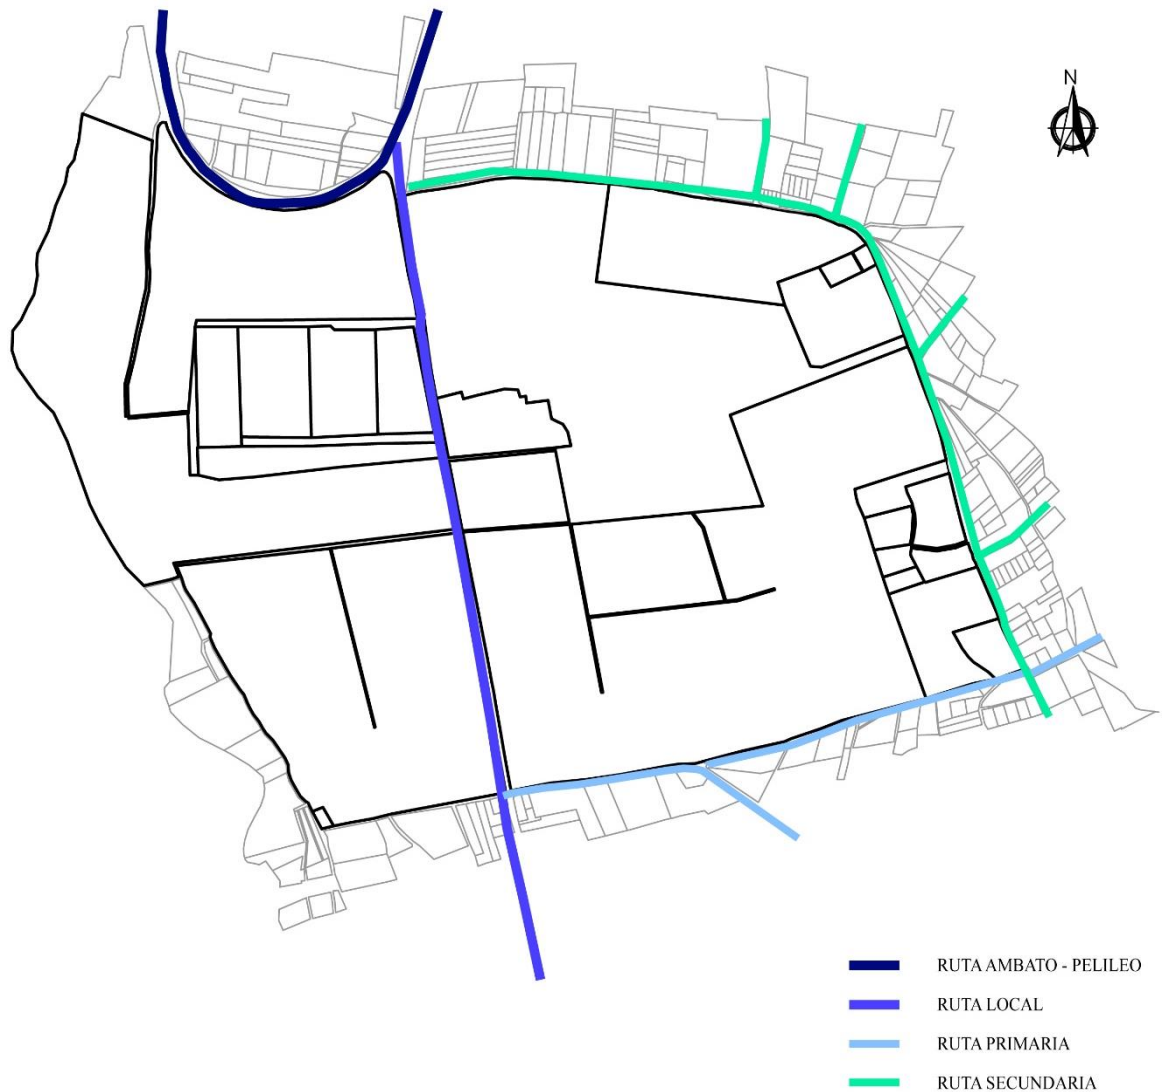 N
RUTA AMBATO - PELILEO
RUTA LOCAL
RUTA PRIMARIA
RUTA SECUNDARIA